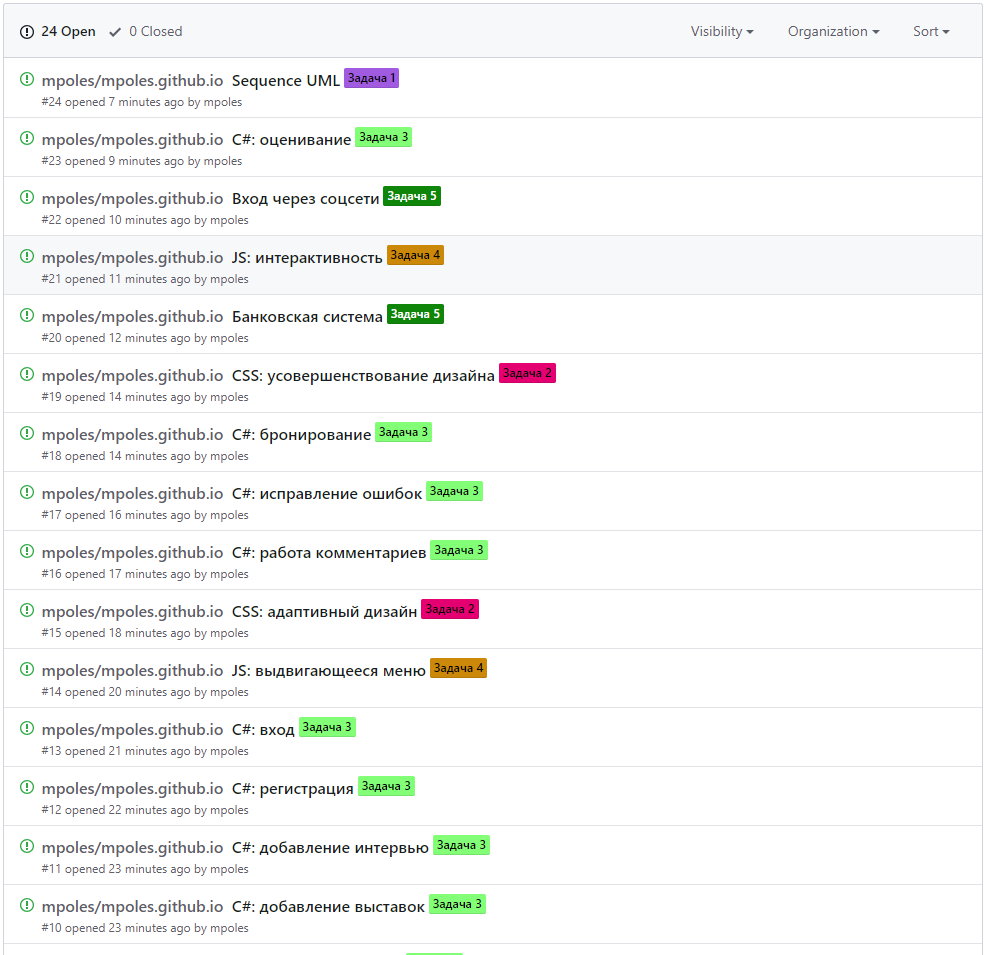 24 Open 0 Closed Visibility Organization Sort
mpoles/mpoles.github.io Sequence UML Задача 1
#24 opened 7 minutes ago by mpoles
mpoles/mpoles.github.io C#: оценивание Задача 3
#23 opened 9 minutes ago by mpoles
mpoles/mpoles.github.io Вход через соцсети Задача 5
#22 opened 10 minutes ago by mpoles
mpoles/mpoles.github.io JS: интерактивность Задача 4
#21 opened 11 minutes ago by mpoles
mpoles/mpoles.github.io Банковская система Задача 5
#20 opened 12 minutes ago by mpoles
mpoles/mpoles.github.io CSS: усовершенствование дизайна Задача 2
#19 opened 14 minutes ago by mpoles
mpoles/mpoles.github.io C#: бронирование Задача 3
#18 opened 14 minutes ago by mpoles
mpoles/mpoles.github.io C#: исправление ошибок Задача 3
#17 opened 16 minutes ago by mpoles
mpoles/mpoles.github.io C#: работа комментариев Задача 3
#16 opened 17 minutes ago by mpoles
mpoles/mpoles.github.io CSS: адаптивный дизайн Задача 2
#15 opened 18 minutes ago by mpoles
mpoles/mpoles.github.io JS: выдвигающееся меню Задача 4
#14 opened 20 minutes ago by mpoles
mpoles/mpoles.github.io C#: вход Задача 3
#13 opened 21 minutes ago by mpoles
mpoles/mpoles.github.io C#: регистрация Задача 3
#12 opened 22 minutes ago by mpoles
mpoles/mpoles.github.io C#: добавление интервью Задача 3
#11 opened 23 minutes ago by mpoles
mpoles/mpoles.github.io C#: добавление выставок Задача 3
#10 opened 23 minutes ago by mpoles